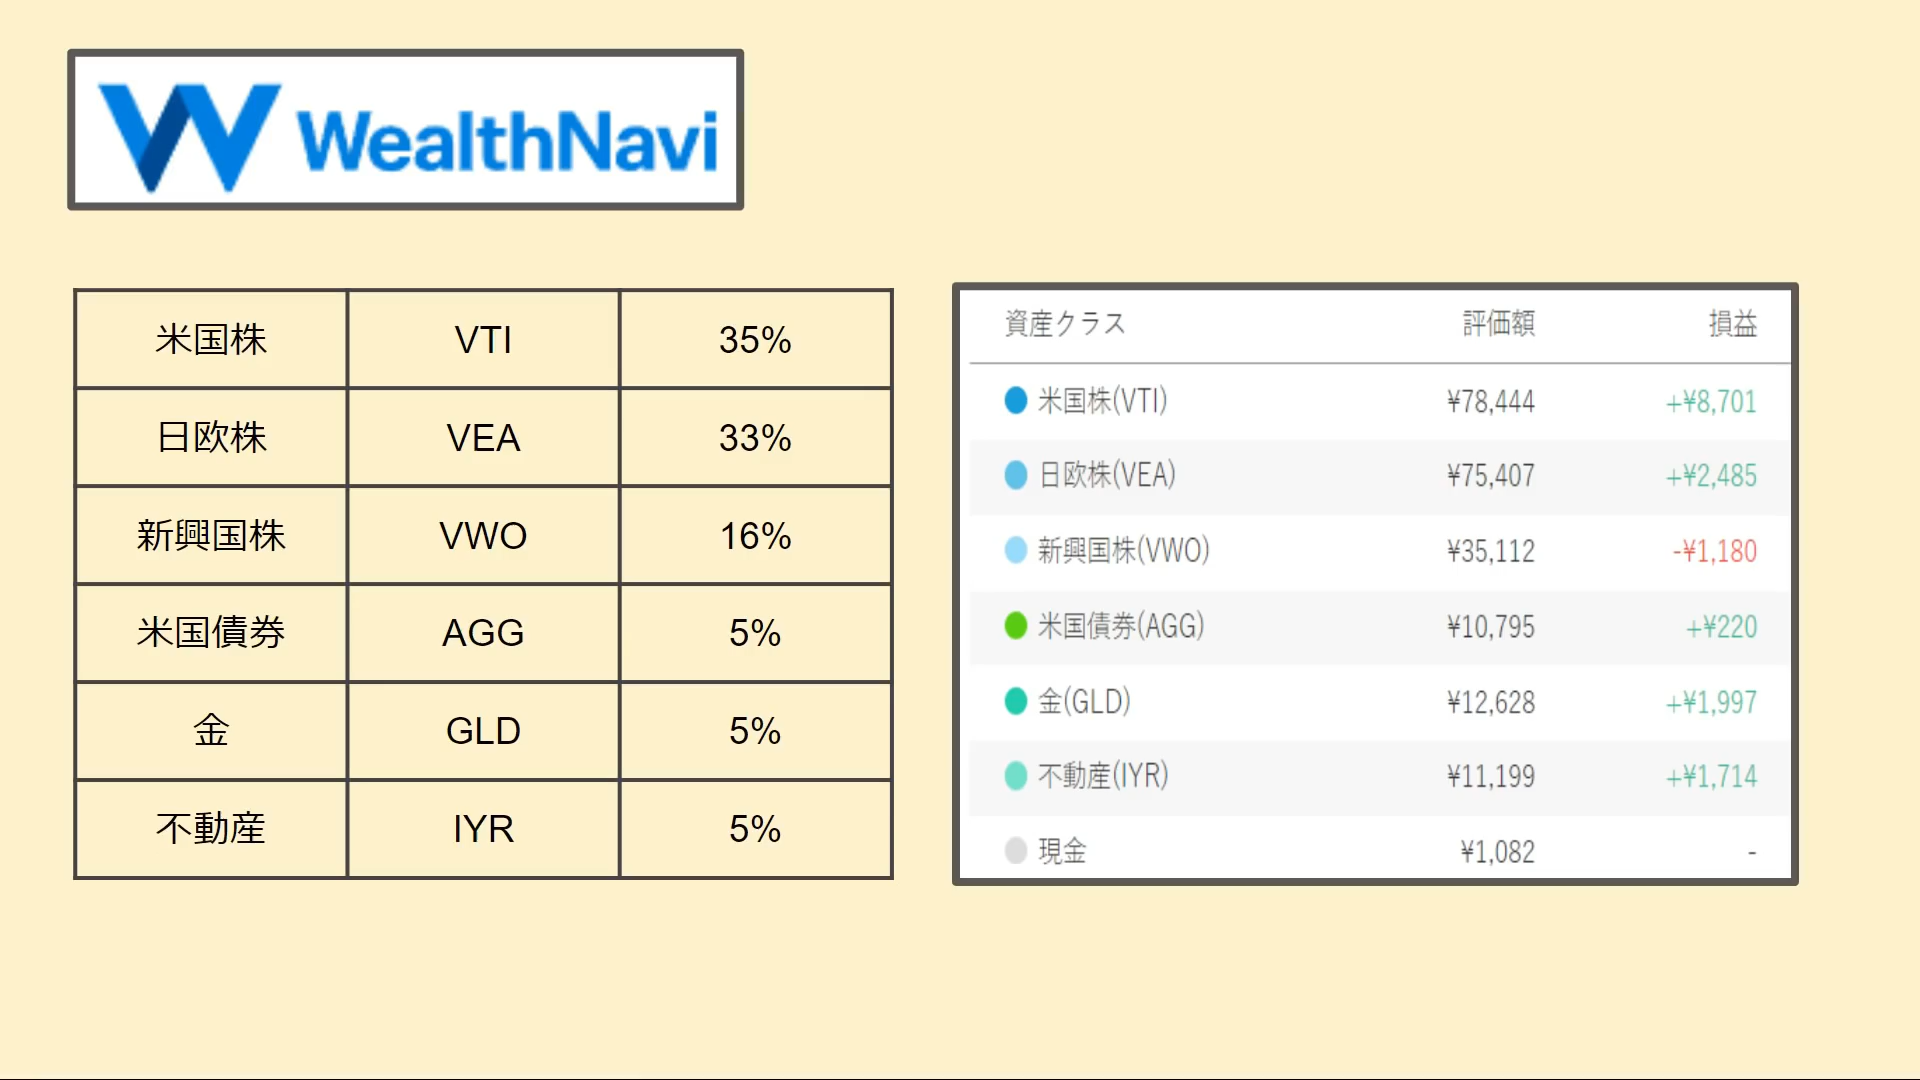 WealthNavi
米国株 VTI 35%
日欧株 VEA 33%
新興国株 VWO 16%
米国債券 AGG 5%
金 GLD 5%
不動産 IYR 5%
資産クラス 評価額 損益
米国株(VTI) ¥78,444 +¥8,701
日欧株(VEA) ¥75,407 +¥2,485
新興国株(VWO) ¥35,112 -¥1,180
米国債券(AGG) ¥10,795 +¥220
金(GLD) ¥12,628 +¥1,997
不動産(IYR) ¥11,199 +¥1,714
現金 ¥1,082 -